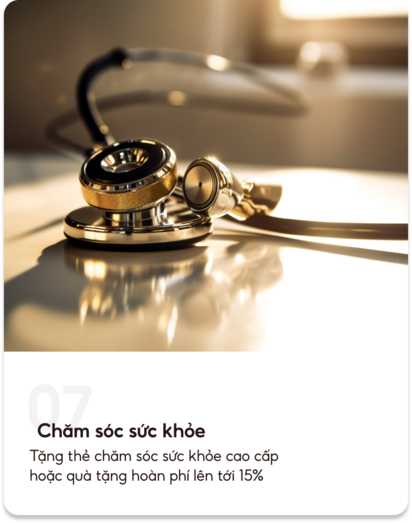 07
Chăm sóc sức khỏe
Tặng thẻ chăm sóc sức khỏe cao cấp
hoặc quà tặng hoàn phí lên tới 15%